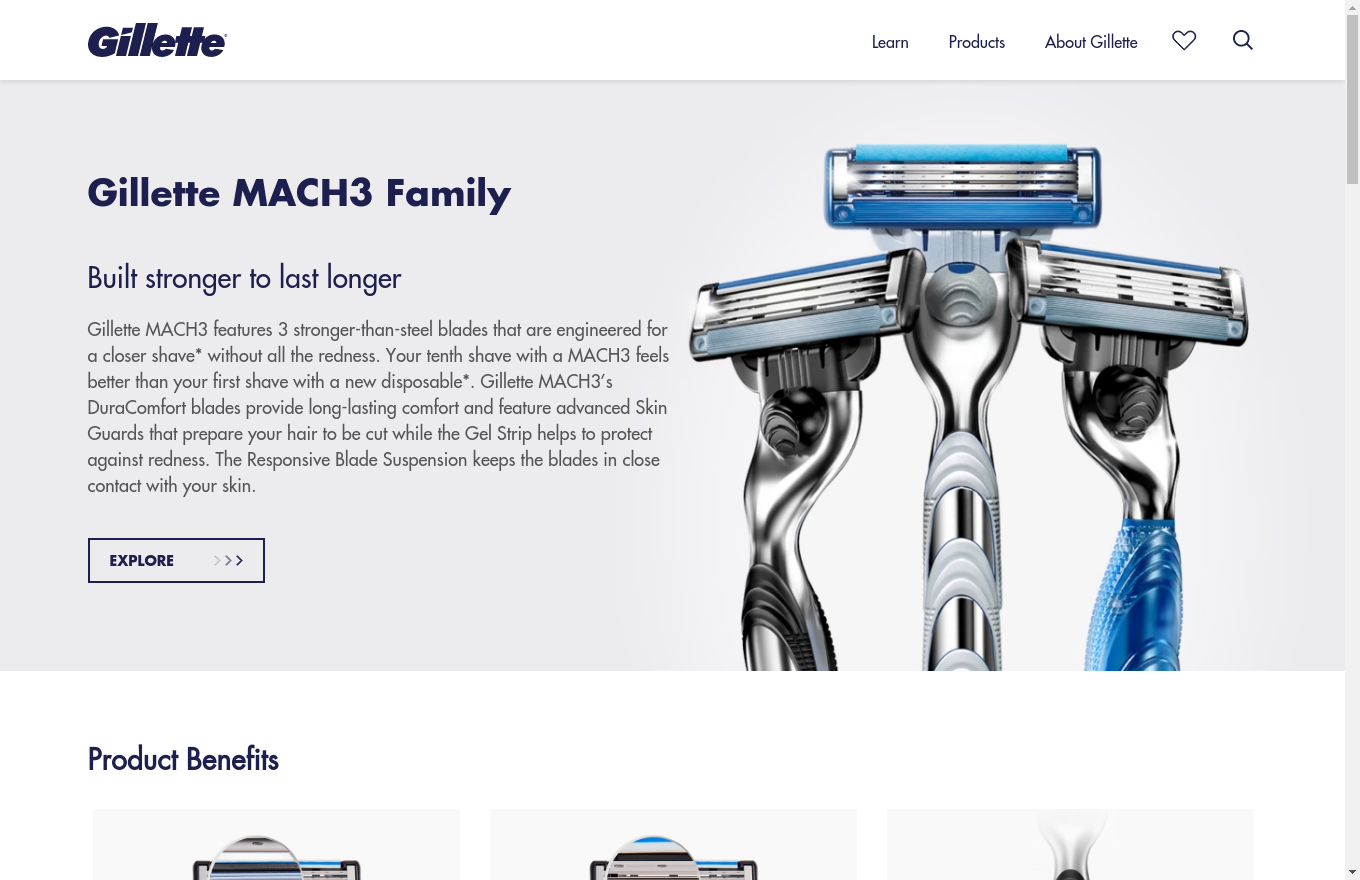 Gillette
Learn
Products
About Gillette
Gillette MACH3 Family
Built stronger to last longer
Gillette MACH3 features 3 stronger-than-steel blades that are engineered for
a closer shave* without all the redness. Your tenth shave with a MACH3 feels
better than your first shave with a new disposable*. Gillette MACH3’s
DuraComfort blades provide long-lasting comfort and feature advanced Skin
Guards that prepare your hair to be cut while the Gel Strip helps to protect
against redness. The Responsive Blade Suspension keeps the blades in close
contact with your skin.
EXPLORE
Product Benefits